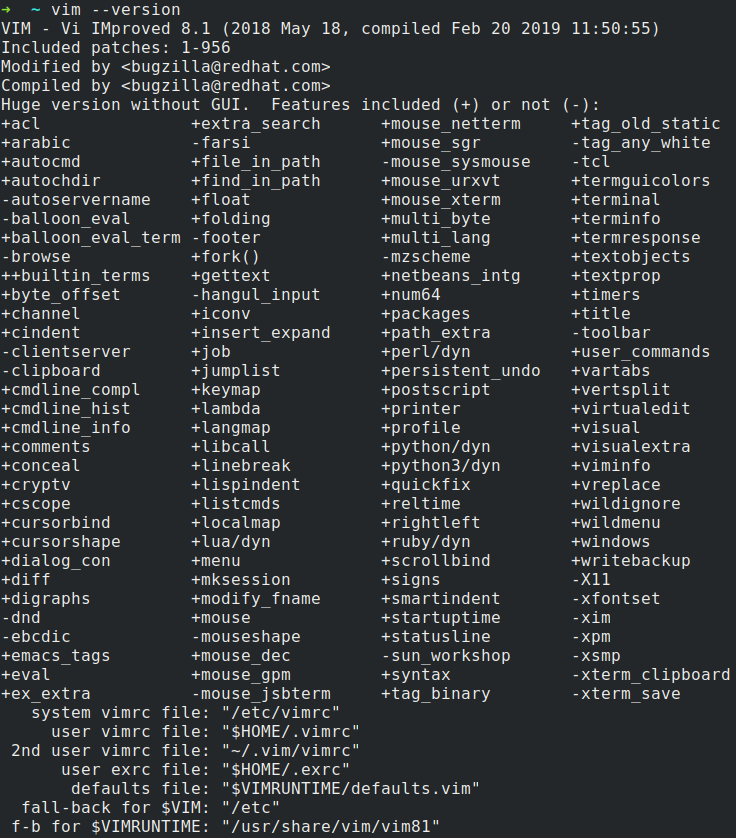 ➜  ~ vim --version
VIM - Vi IMproved 8.1 (2018 May 18, compiled Feb 20 2019 11:50:55)
Included patches: 1-956
Modified by <bugzilla@redhat.com>
Compiled by <bugzilla@redhat.com>
Huge version without GUI.  Features included (+) or not (-):
+acl               +extra_search      +mouse_netterm     +tag_old_static
+arabic            -farsi             +mouse_sgr         -tag_any_white
+autocmd           +file_in_path      -mouse_sysmouse    -tcl
+autochdir         +find_in_path      +mouse_urxvt       +termguicolors
-autoservername    +float             +mouse_xterm       +terminal
-balloon_eval      +folding           +multi_byte        +terminfo
+balloon_eval_term -footer            +multi_lang        +termresponse
-browse            +fork()            -mzscheme          +textobjects
++builtin_terms    +gettext           +netbeans_intg     +textprop
+byte_offset       -hangul_input      +num64             +timers
+channel           +iconv             +packages          +title
+cindent           +insert_expand     +path_extra        -toolbar
-clientserver      +job               +perl/dyn          +user_commands
-clipboard         +jumplist          +persistent_undo   +vartabs
+cmdline_compl     +keymap            +postscript        +vertsplit
+cmdline_hist      +lambda            +printer           +virtualedit
+cmdline_info      +langmap           +profile           +visual
+comments          +libcall           +python/dyn        +visualextra
+conceal           +linebreak         +python3/dyn       +viminfo
+cryptv            +lispindent        +quickfix          +vreplace
+cscope            +listcmds          +reltime           +wildignore
+cursorbind        +localmap          +rightleft         +wildmenu
+cursorshape       +lua/dyn           +ruby/dyn          +windows
+dialog_con        +menu              +scrollbind        +writebackup
+diff              +mksession         +signs             -X11
+digraphs          +modify_fname      +smartindent       -xfontset
-dnd               +mouse             +startuptime       -xim
-ebcdic            -mouseshape        +statusline        -xpm
+emacs_tags        +mouse_dec         -sun_workshop      -xsmp
+eval              +mouse_gpm         +syntax            -xterm_clipboard
+ex_extra          -mouse_jsbterm     +tag_binary        -xterm_save
   system vimrc file: "/etc/vimrc"
     user vimrc file: "$HOME/.vimrc"
 2nd user vimrc file: "~/.vim/vimrc"
      user exrc file: "$HOME/.exrc"
       defaults file: "$VIMRUNTIME/defaults.vim"
  fall-back for $VIM: "/etc"
 f-b for $VIMRUNTIME: "/usr/share/vim/vim81"